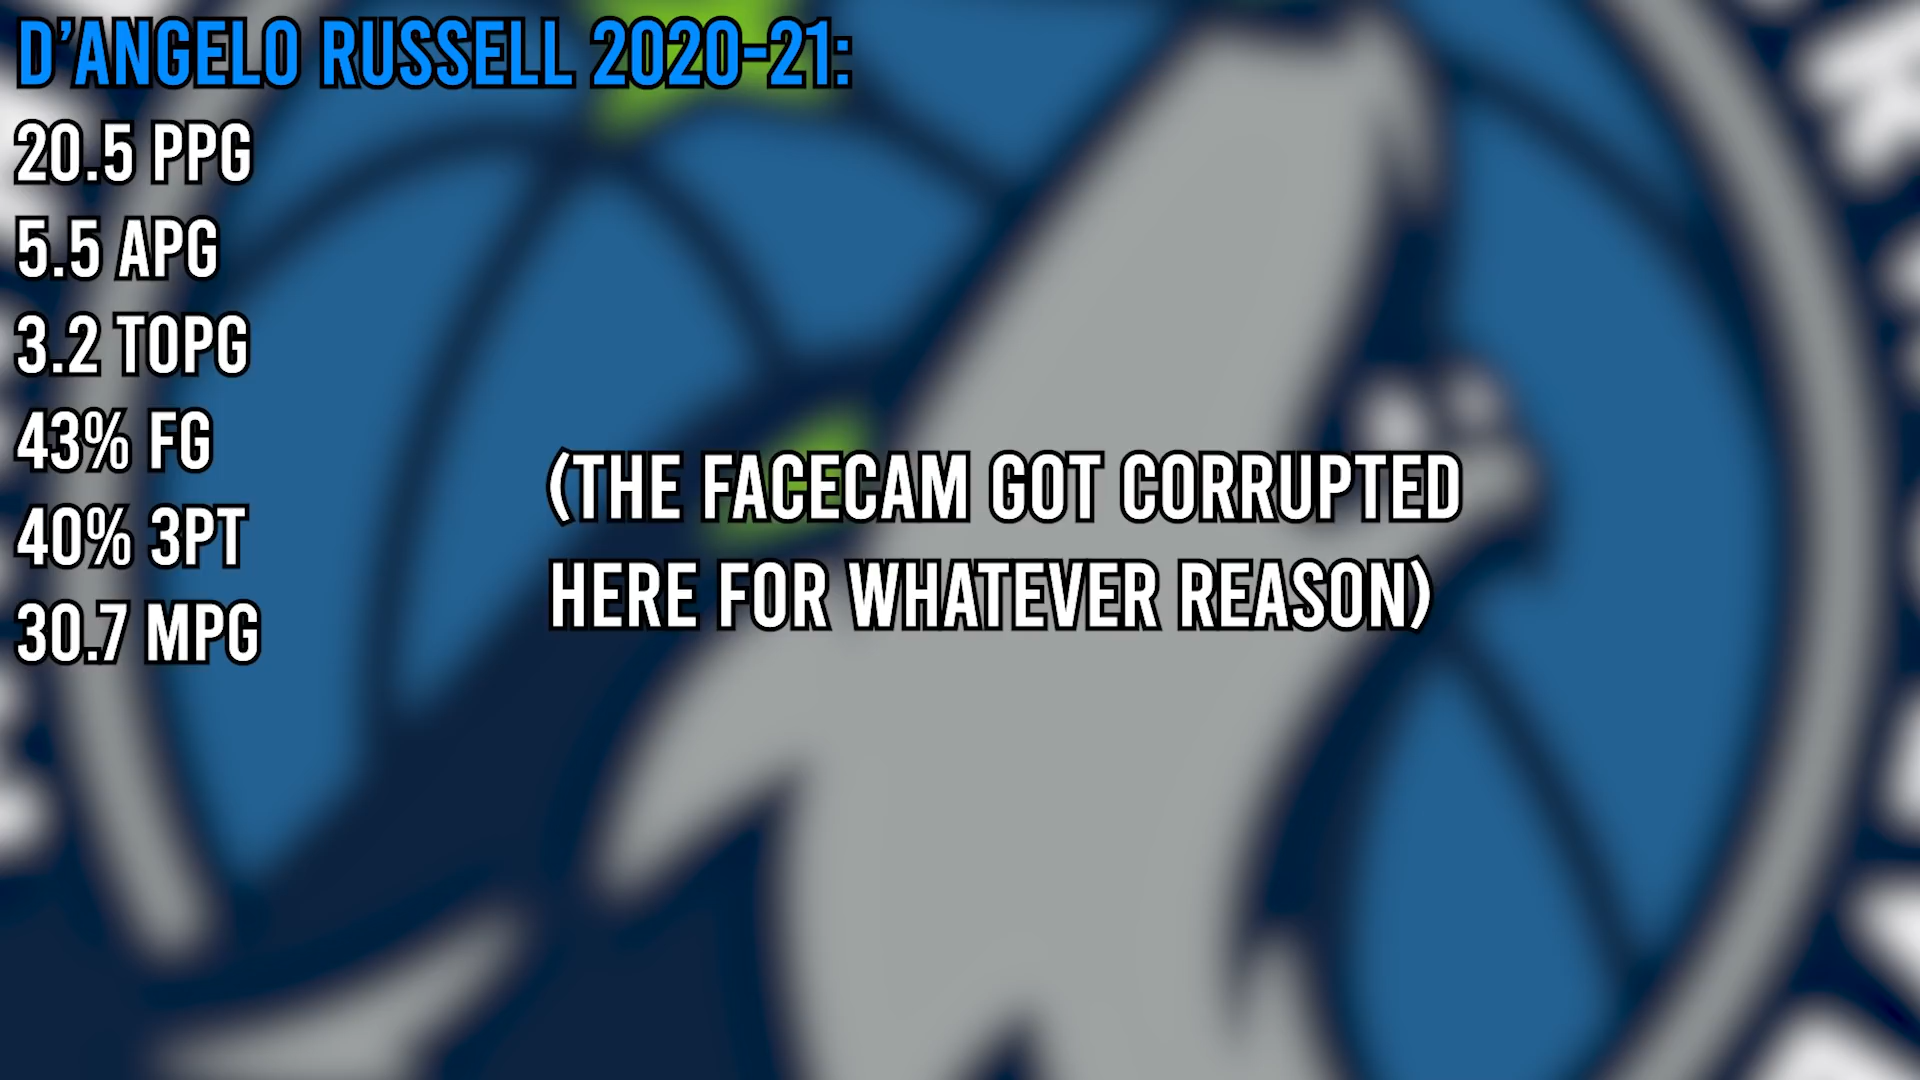 D'ANGELO RUSSELL 2020-21:
20.5 PPG
5.5 APG
3.2 TOPG
43% FG
40% 3PT
30.7 MPG
(THE FACECAM GOT CORRUPTED
HERE FOR WHATEVER REASON)